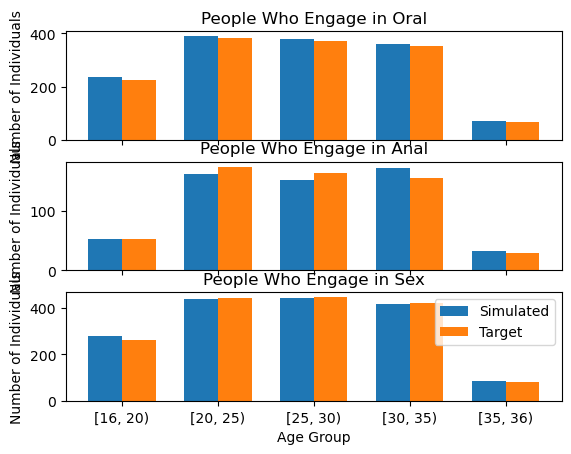 People Who Engage in Oral
Number of Individuals
400
200
0
People Who Engage in Anal
Number of Individuals
100
0
People Who Engage in Sex
Number of Individuals
400
200
0
Simulated
Target
[16, 20)
[20, 25)
[25, 30)
[30, 35)
[35, 36)
Age Group